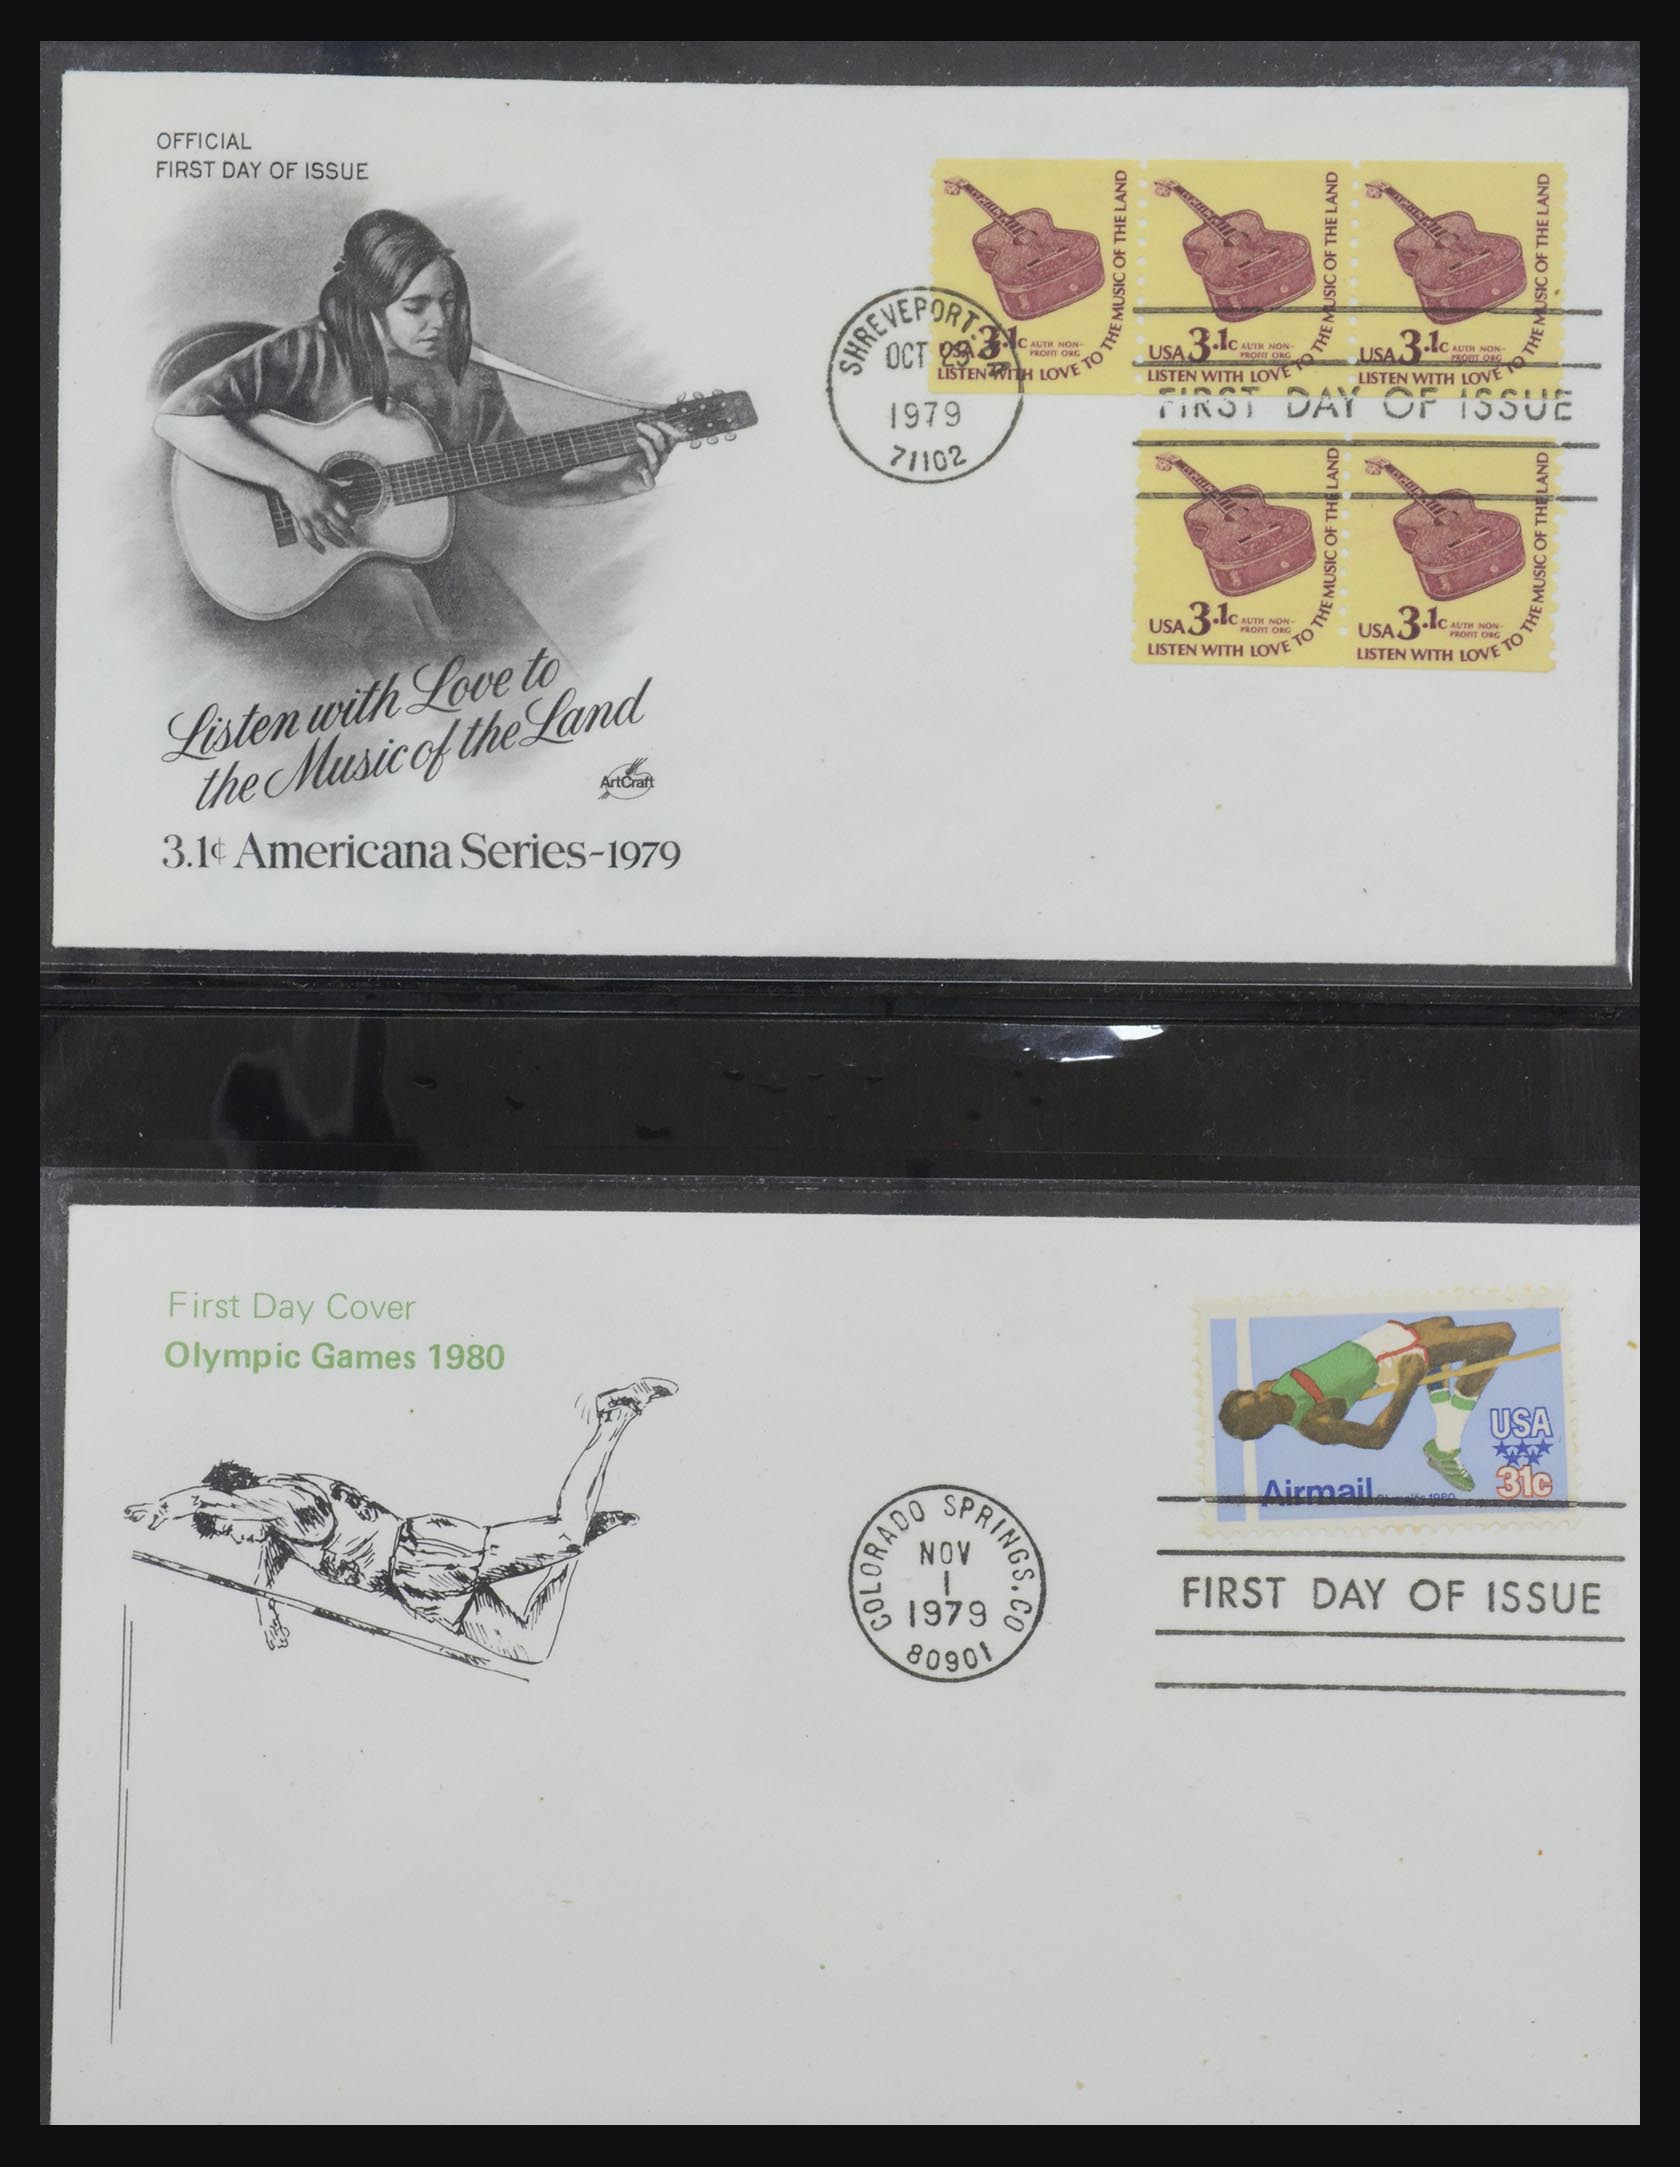 OFFICIAL
FIRST DAY OF ISSUE
Listen with Love to
the Music of the Land
ArtCraft
3.1¢ Americana Series-1979
SHREVEPORT,
OCT 29
1979
71102
USA 3.1c AUTH NON-PROFIT ORG
LISTEN WITH LOVE TO THE MUSIC OF THE LAND
USA 3.1c AUTH NON-PROFIT ORG
LISTEN WITH LOVE TO THE MUSIC OF THE LAND
USA 3.1c AUTH NON-PROFIT ORG
LISTEN WITH LOVE TO THE MUSIC OF THE LAND
FIRST DAY OF ISSUE
USA 3.1c AUTH NON-PROFIT ORG
LISTEN WITH LOVE TO THE MUSIC OF THE LAND
USA 3.1c AUTH NON-PROFIT ORG
LISTEN WITH LOVE TO THE MUSIC OF THE LAND
First Day Cover
Olympic Games 1980
COLORADO SPRINGS, CO
NOV
1
1979
80901
USA
31c
Airmail Olympics 1980
FIRST DAY OF ISSUE